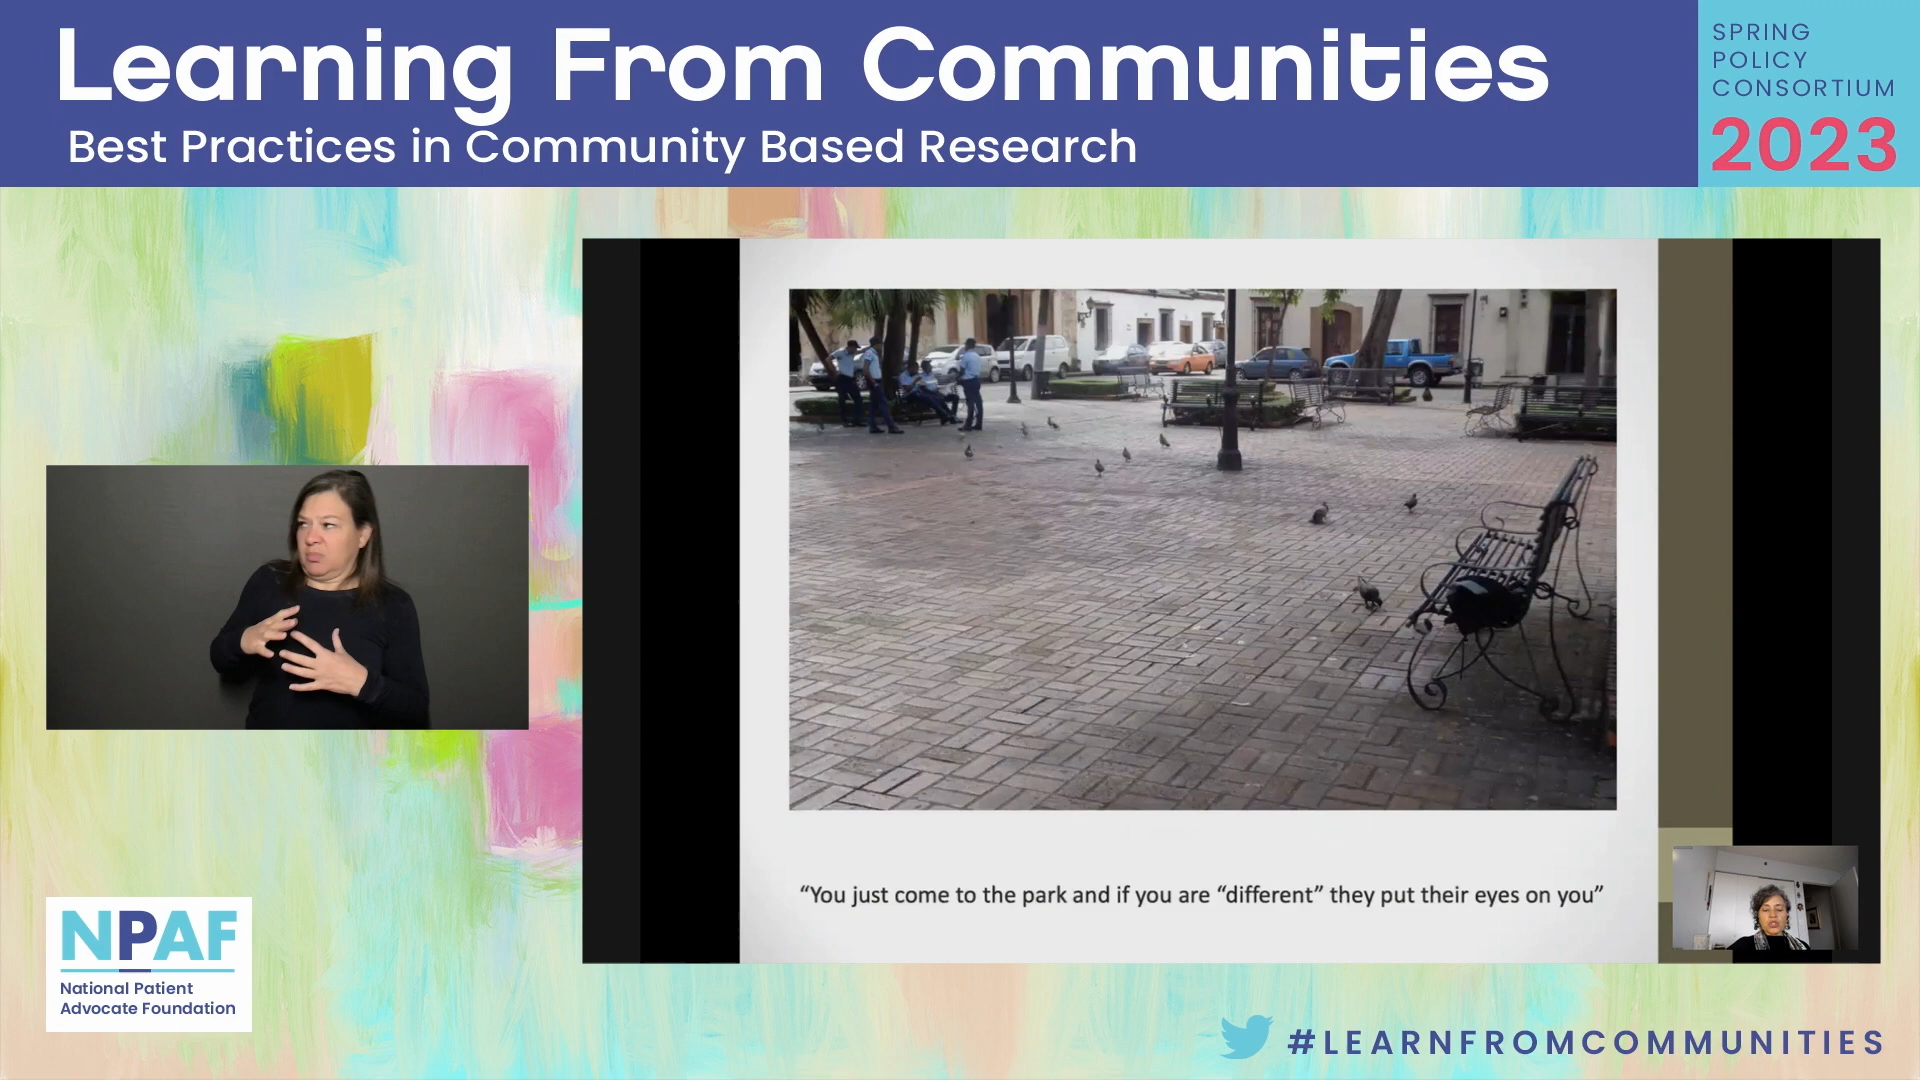 Learning From Communities
Best Practices in Community Based Research
SPRING
POLICY
CONSORTIUM
2023
“You just come to the park and if you are “different” they put their eyes on you”
NPAF
National Patient
Advocate Foundation
#LEARNFROMCOMMUNITIES